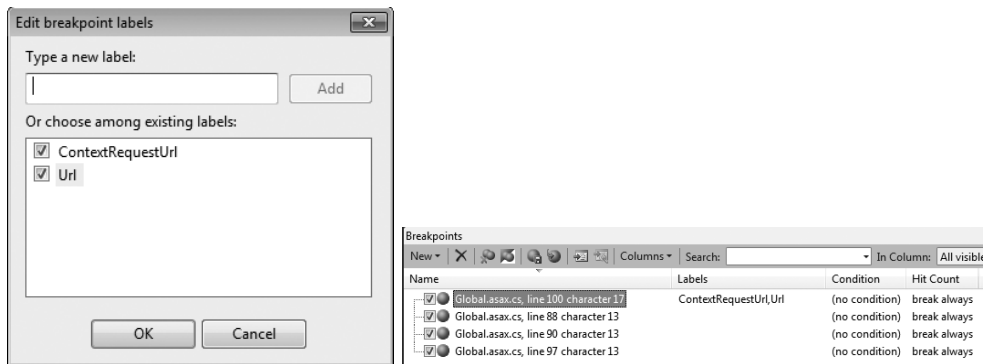 Edit breakpoint labels
Type a new label:
Add
Or choose among existing labels:
ContextRequestUrl
Url
OK
Cancel
Breakpoints
New
Columns
Search:
In Column:
All visible
Name
Labels
Condition
Hit Count
Global.asax.cs, line 100 character 17
ContextRequestUrl,Url
(no condition)
break always
Global.asax.cs, line 88 character 13
(no condition)
break always
Global.asax.cs, line 90 character 13
(no condition)
break always
Global.asax.cs, line 97 character 13
(no condition)
break always